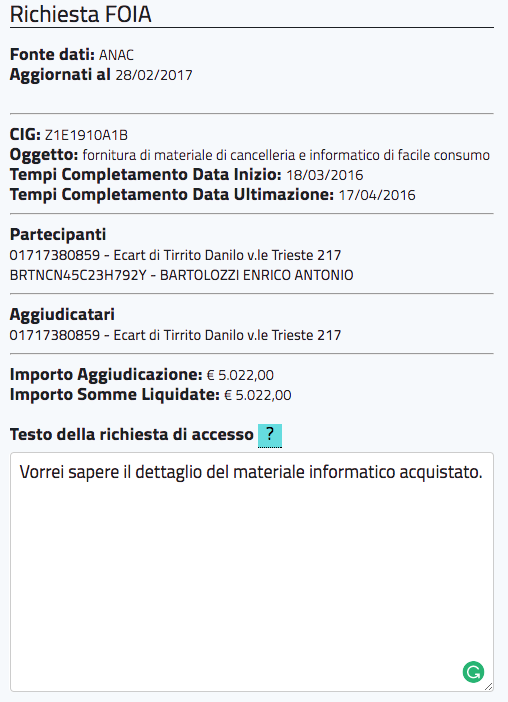 Richiesta FOIA
Fonte dati: ANAC
Aggiornati al 28/02/2017
CIG: Z1E1910A1B
Oggetto: fornitura di materiale di cancelleria e informatico di facile consumo
Tempi Completamento Data Inizio: 18/03/2016
Tempi Completamento Data Ultimazione: 17/04/2016
Partecipanti
01717380859 - Ecart di Tirrito Danilo v.le Trieste 217
BRTNCN45C23H792Y - BARTOLOZZI ENRICO ANTONIO
Aggiudicatari
01717380859 - Ecart di Tirrito Danilo v.le Trieste 217
Importo Aggiudicazione: € 5.022,00
Importo Somme Liquidate: € 5.022,00
Testo della richiesta di accesso ?
Vorrei sapere il dettaglio del materiale informatico acquistato.